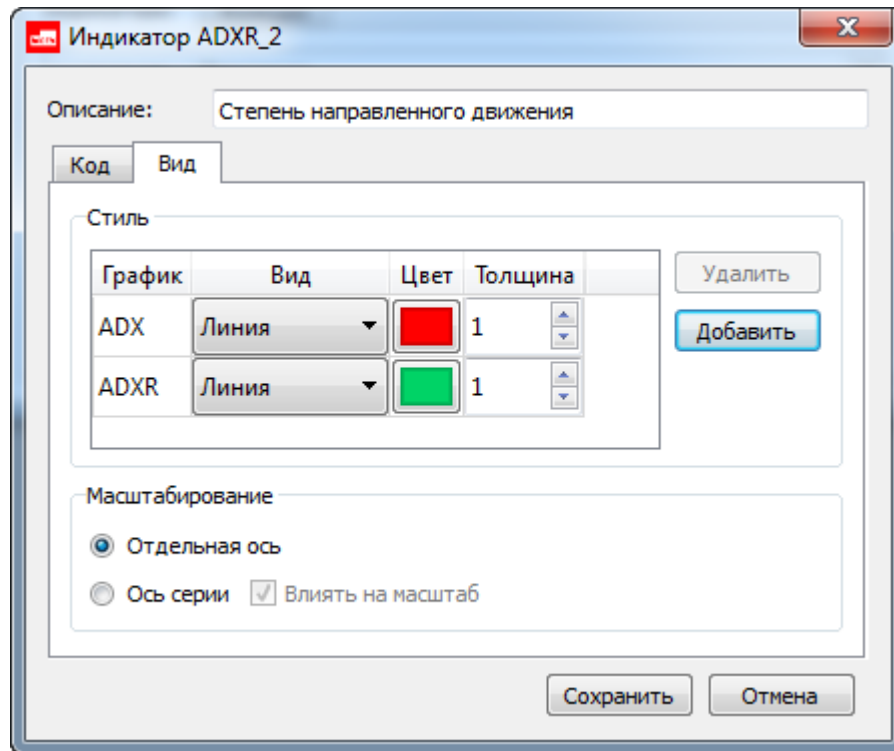 Индикатор ADXR_2
Описание: Степень направленного движения
Код Вид
Стиль
График Вид Цвет Толщина
Удалить
ADX Линия 1
Добавить
ADXR Линия 1
Масштабирование
Отдельная ось
Ось серии Влиять на масштаб
Сохранить Отмена